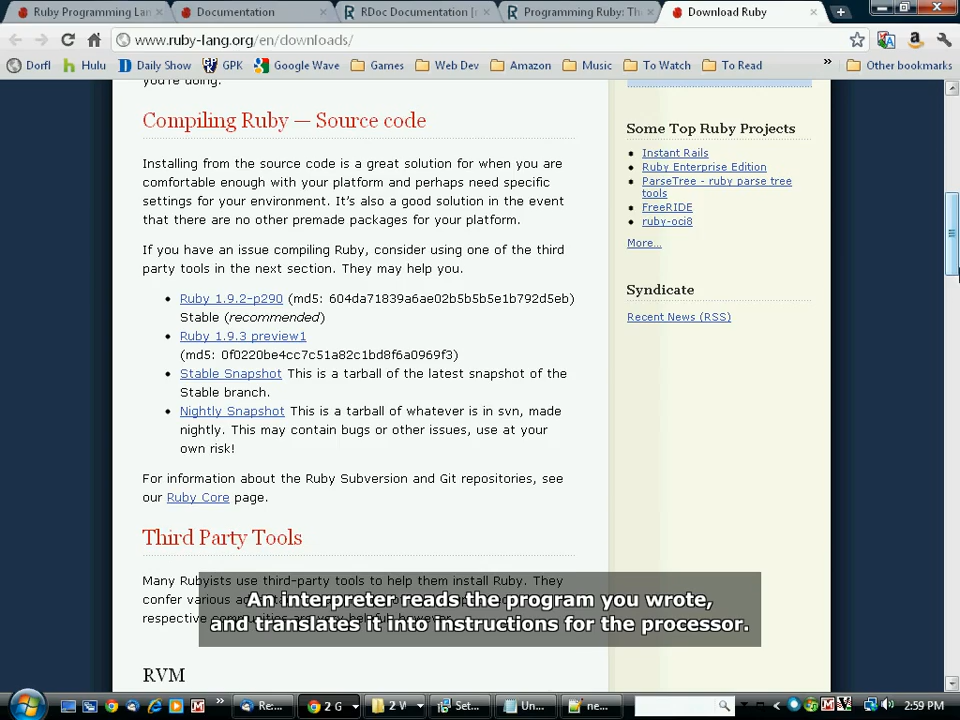 Ruby Programming Lan
Documentation
RDoc Documentation [
Programming Ruby: Th
Download Ruby
www.ruby-lang.org/en/downloads/
Dorfl
Hulu
Daily Show
GPK
Google Wave
Games
Web Dev
Amazon
Music
To Watch
To Read
»
Other bookmarks
you're doing.
Compiling Ruby — Source code
Installing from the source code is a great solution for when you are
comfortable enough with your platform and perhaps need specific
settings for your environment. It's also a good solution in the event
that there are no other premade packages for your platform.
If you have an issue compiling Ruby, consider using one of the third
party tools in the next section. They may help you.
• Ruby 1.9.2-p290 (md5: 604da71839a6ae02b5b5b5e1b792d5eb)
Stable (recommended)
• Ruby 1.9.3 preview1
(md5: 0f0220be4cc7c51a82c1bd8f6a0969f3)
• Stable Snapshot This is a tarball of the latest snapshot of the
Stable branch.
• Nightly Snapshot This is a tarball of whatever is in svn, made
nightly. This may contain bugs or other issues, use at your
own risk!
For information about the Ruby Subversion and Git repositories, see
our Ruby Core page.
Third Party Tools
Many Rubyists use third-party tools to help them install Ruby. They
confer various
respective
An interpreter reads the program you wrote,
and translates it into instructions for the processor.
RVM
Some Top Ruby Projects
• Instant Rails
• Ruby Enterprise Edition
• ParseTree - ruby parse tree
tools
• FreeRIDE
• ruby-oci8
More...
Syndicate
Recent News (RSS)
Re:...
2 G
2 W
Set...
Un...
ne...
2:59 PM